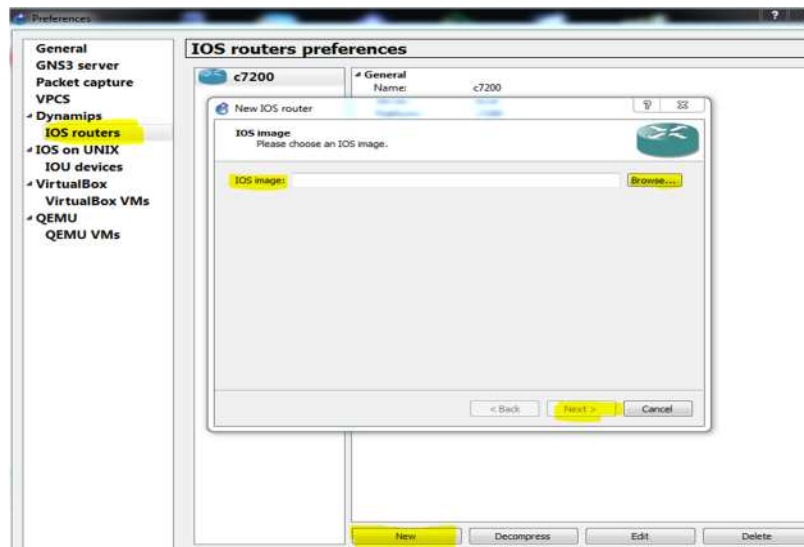 Preferences
?
General
GNS3 server
Packet capture
VPCS
Dynamips
IOS routers
IOS on UNIX
IOU devices
VirtualBox
VirtualBox VMs
QEMU
QEMU VMs
IOS routers preferences
c7200
General
Name: c7200
New IOS router
?
IOS image
Please choose an IOS image.
IOS image:
Browse...
< Back
Next >
Cancel
New
Decompress
Edit
Delete